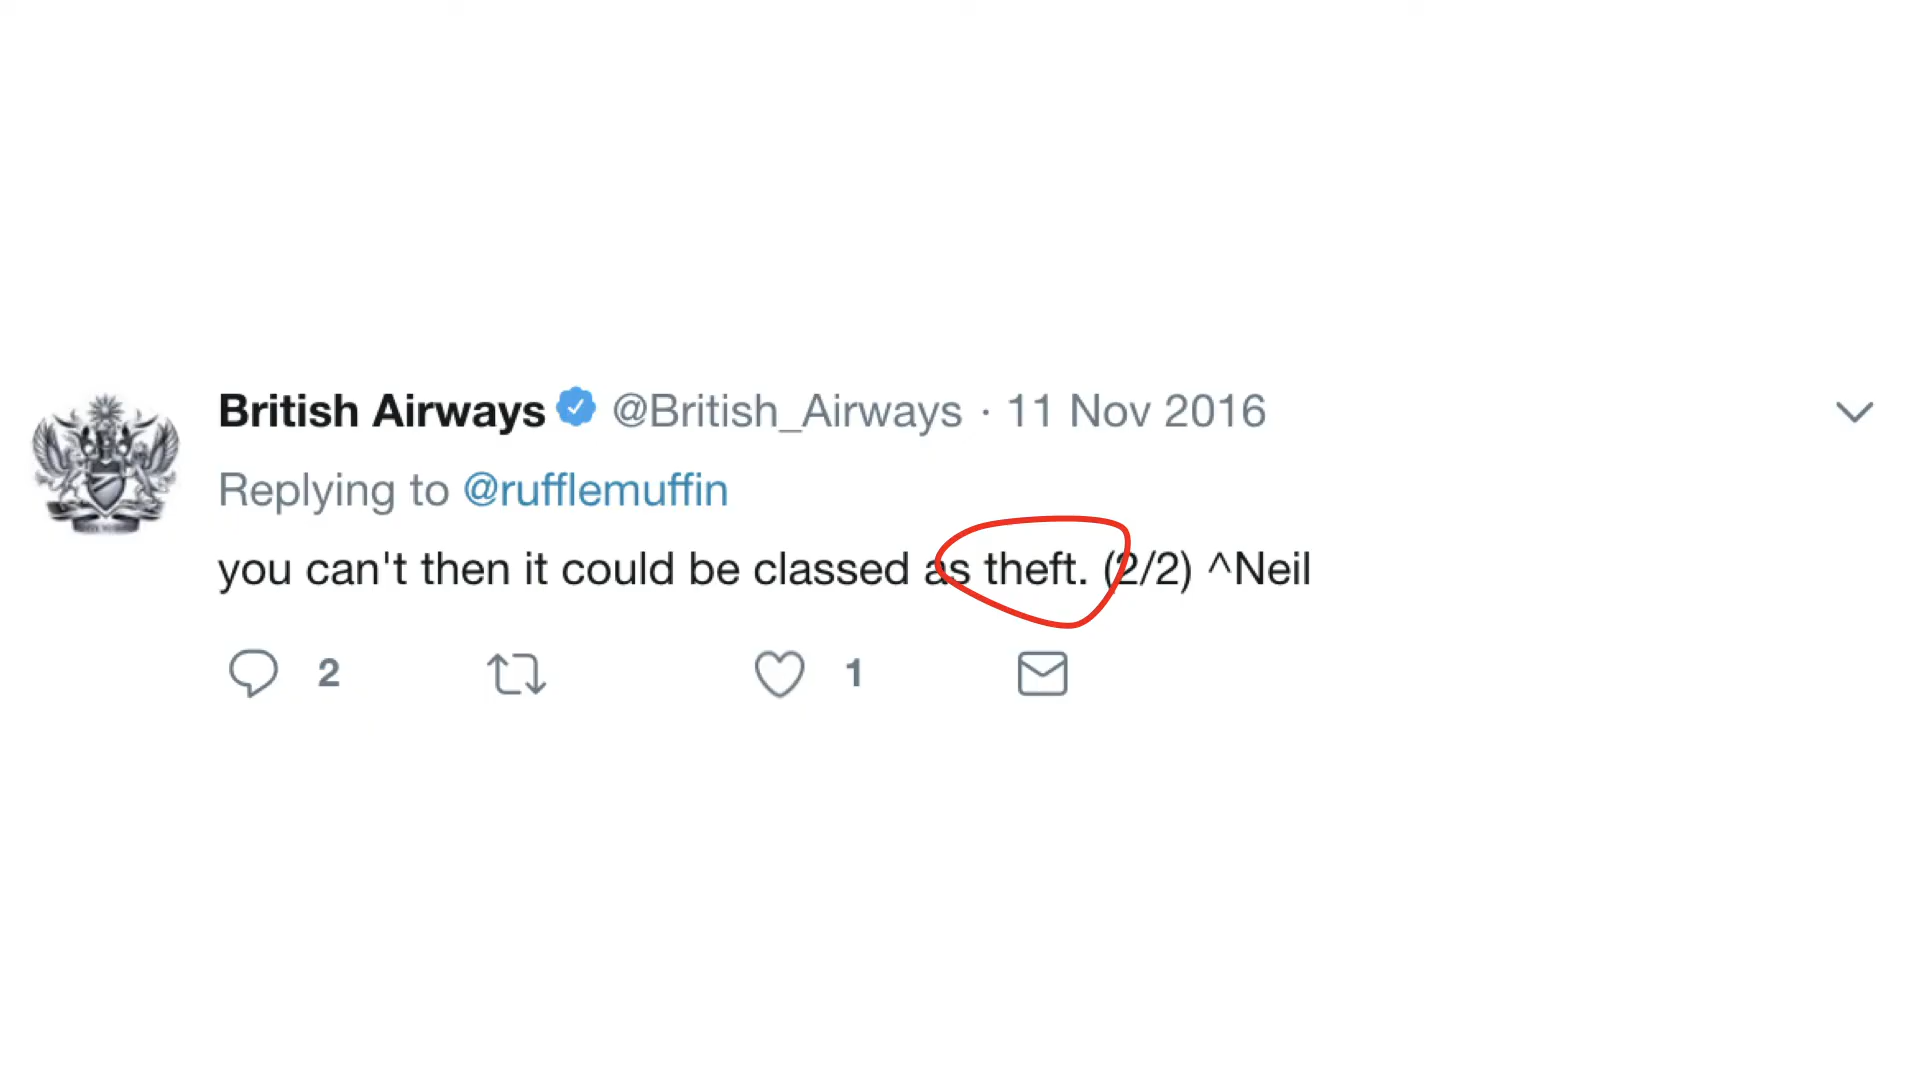 British Airways @British_Airways · 11 Nov 2016
Replying to @rufflemuffin
you can't then it could be classed as theft. (2/2) ^Neil
2 1